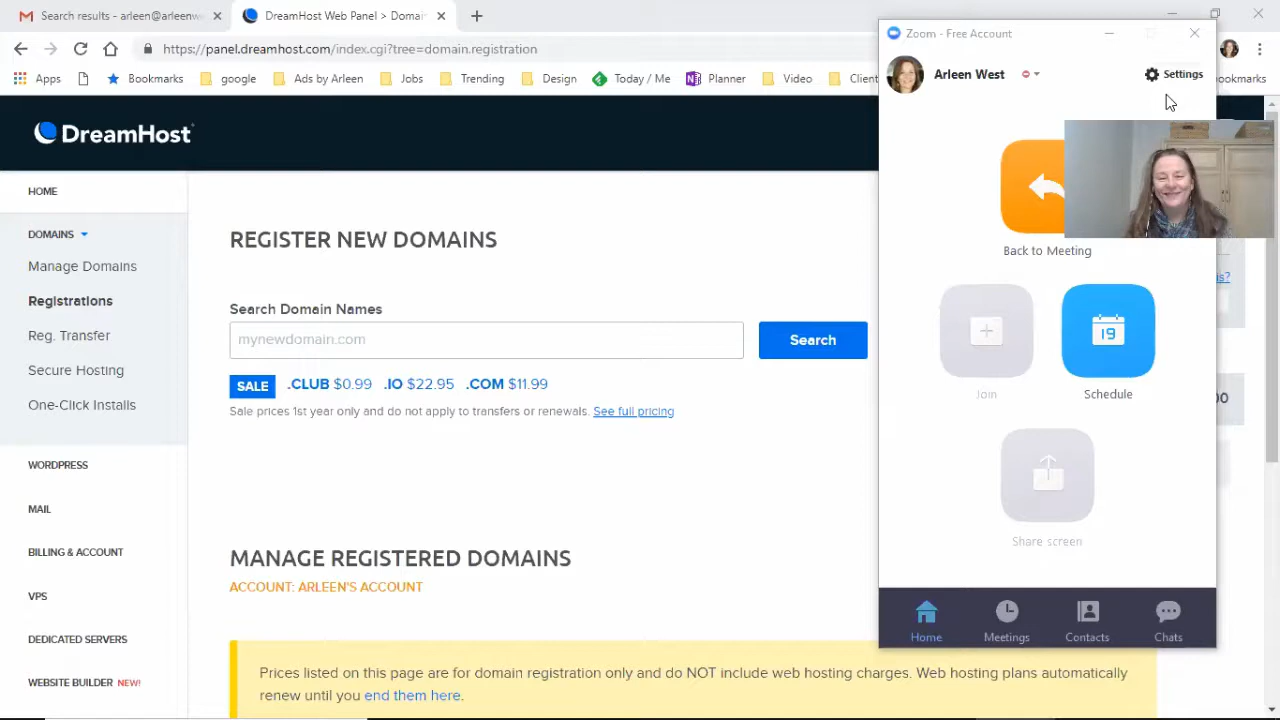 Search results - arleen@arleenwe
DreamHost Web Panel > Domai
https://panel.dreamhost.com/index.cgi?tree=domain.registration
Apps
Bookmarks
google
Ads by Arleen
Jobs
Trending
Design
Today / Me
Planner
Video
Client
ookmarks
DreamHost
HOME
DOMAINS
Manage Domains
Registrations
Reg. Transfer
Secure Hosting
One-Click Installs
WORDPRESS
MAIL
BILLING & ACCOUNT
VPS
DEDICATED SERVERS
WEBSITE BUILDER NEW!
REGISTER NEW DOMAINS
Search Domain Names
mynewdomain.com
Search
SALE .CLUB $0.99 .IO $22.95 .COM $11.99
Sale prices 1st year only and do not apply to transfers or renewals. See full pricing
MANAGE REGISTERED DOMAINS
ACCOUNT: ARLEEN'S ACCOUNT
Prices listed on this page are for domain registration only and do NOT include web hosting charges. Web hosting plans automatically
renew until you end them here.
Zoom - Free Account
Arleen West
Settings
Back to Meeting
Join
19
Schedule
Share screen
Home
Meetings
Contacts
Chats
s?
00